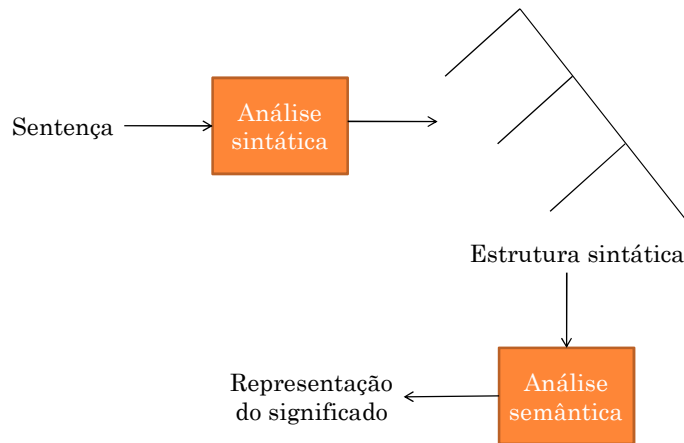 Sentença
Análise
sintática
Estrutura sintática
Representação
do significado
Análise
semântica